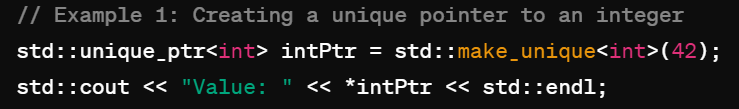 // Example 1: Creating a unique pointer to an integer
std::unique_ptr<int> intPtr = std::make_unique<int>(42);
std::cout << "Value: " << *intPtr << std::endl;